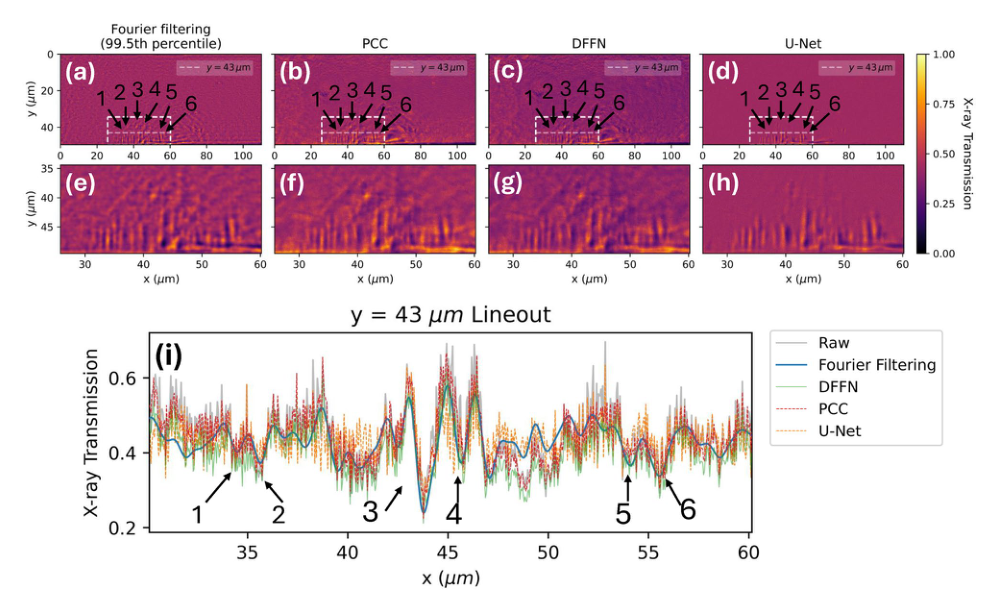 Fourier filtering
(99.5th percentile)
PCC
DFFN
U-Net
(a)
(b)
(c)
(d)
y = 43 μm
y = 43 μm
y = 43 μm
y = 43 μm
1 2 3 4 5 6
1 2 3 4 5 6
1 2 3 4 5 6
1 2 3 4 5 6
y (μm)
0
20
40
0 20 40 60 80 100
0 20 40 60 80 100
0 20 40 60 80 100
0 20 40 60 80 100
(e)
(f)
(g)
(h)
y (μm)
35
45
30 40 50 60
30 40 50 60
30 40 50 60
30 40 50 60
x (μm)
x (μm)
x (μm)
x (μm)
1.00
0.75
0.50
0.25
0.00
X-ray Transmission
y = 43 μm Lineout
(i)
X-ray Transmission
0.6
0.4
0.2
1 2 3 4 5 6
35 40 45 50 55 60
x (μm)
Raw
Fourier Filtering
DFFN
PCC
U-Net